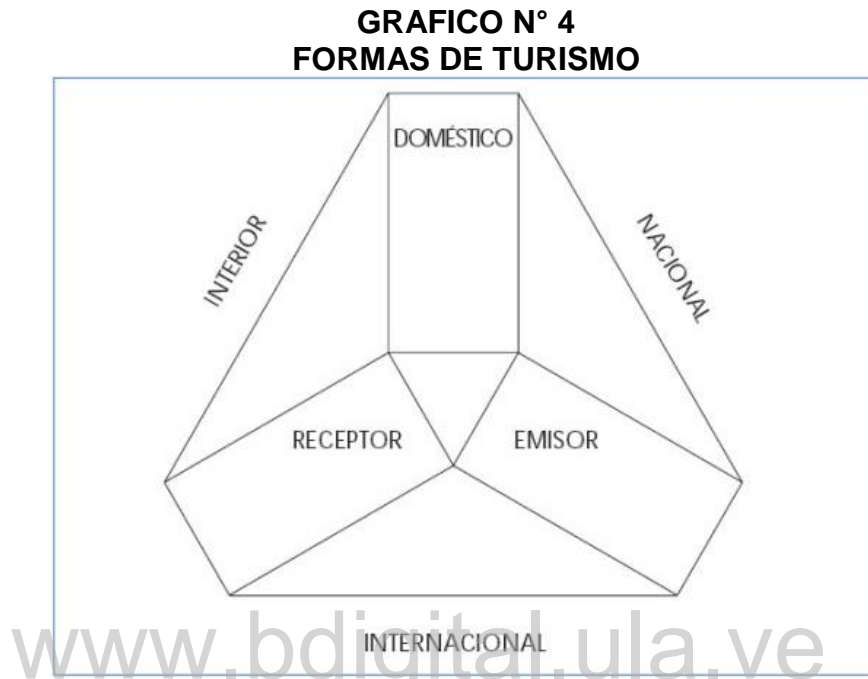 GRAFICO N° 4
FORMAS DE TURISMO
DOMÉSTICO
INTERIOR
NACIONAL
RECEPTOR
EMISOR
INTERNACIONAL
www.bdigital.ula.ve